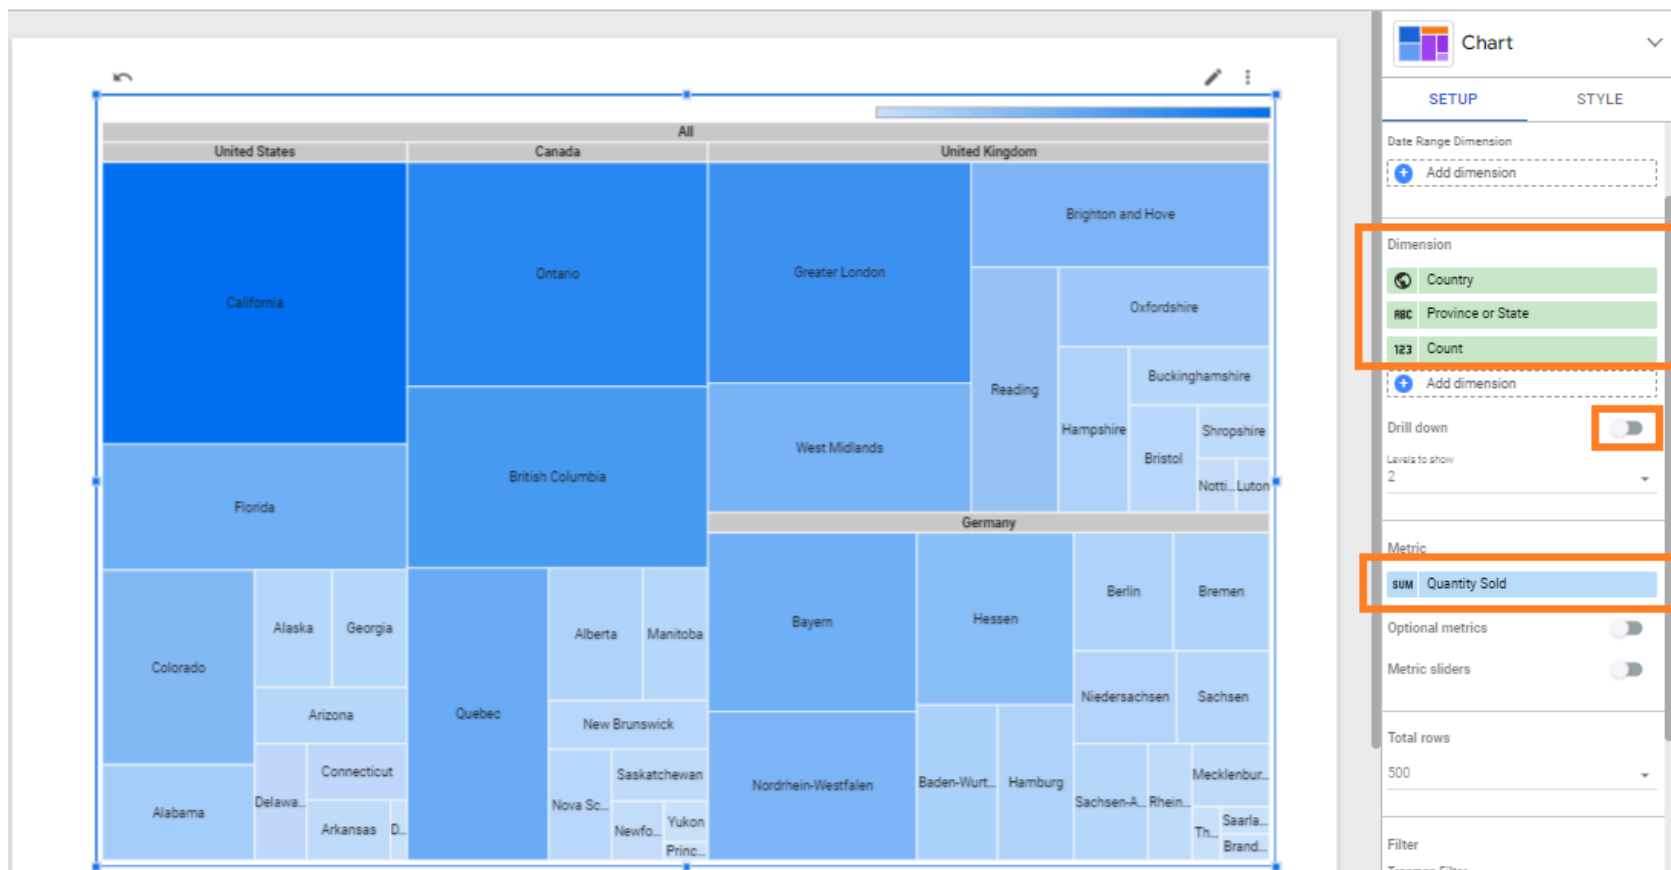 All
United States
Canada
United Kingdom
California
Florida
Colorado
Alaska
Georgia
Arizona
Connecticut
Delawa...
Alabama
Arkansas
D...
Ontario
British Columbia
Quebec
Alberta
Manitoba
New Brunswick
Nova Sc...
Saskatchewan
Newfo...
Yukon
Princ...
Greater London
Brighton and Hove
West Midlands
Reading
Oxfordshire
Hampshire
Buckinghamshire
Bristol
Shropshire
Notti...
Luton
Germany
Bayern
Hessen
Berlin
Bremen
Niedersachsen
Sachsen
Nordrhein-Westfalen
Baden-Wurt...
Hamburg
Sachsen-A...
Rhein...
Mecklenbur...
Th...
Saarla...
Brand...
Chart
SETUP
STYLE
Date Range Dimension
Add dimension
Dimension
Country
ABC Province or State
123 Count
Add dimension
Drill down
Levels to show
2
Metric
SUM Quantity Sold
Optional metrics
Metric sliders
Total rows
500
Filter